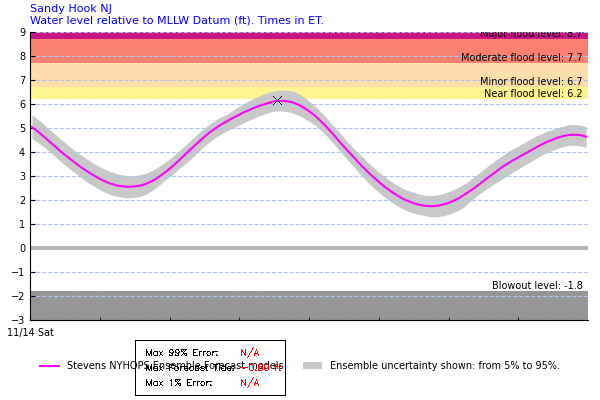 Sandy Hook NJ
Water level relative to MLLW Datum (ft). Times in ET.
9
Major flood level: 8.7
8
Moderate flood level: 7.7
7
Minor flood level: 6.7
Near flood level: 6.2
6
5
4
3
2
1
0
−1
Blowout level: -1.8
−2
−3
11/14 Sat
Max 99% Error: N/A
Stevens NYHOPS Ensemble Forecast models
Max Forecast Tide:
Ensemble uncertainty shown: from 5% to 95%.
Max 1% Error: N/A